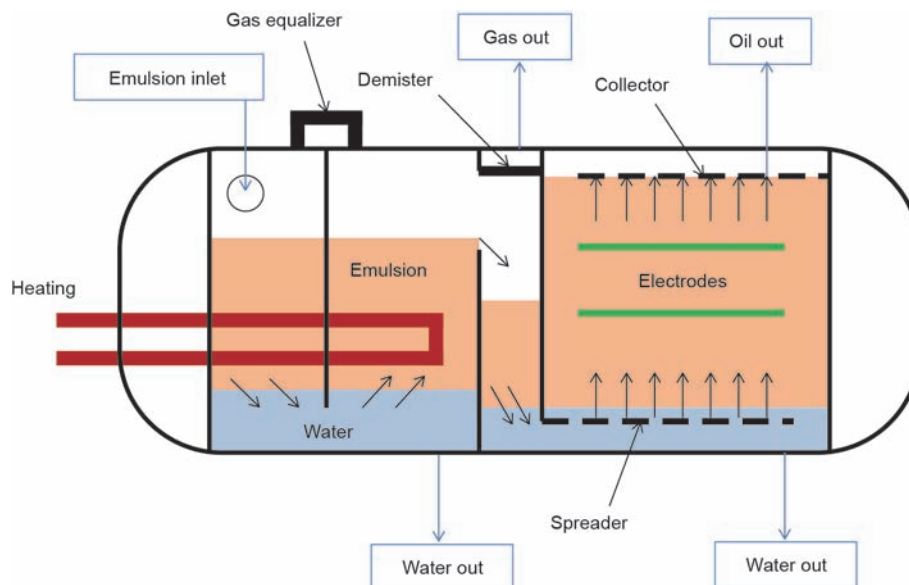 Gas equalizer
Gas out
Oil out
Emulsion inlet
Demister
Collector
Heating
Emulsion
Electrodes
Water
Spreader
Water out
Water out